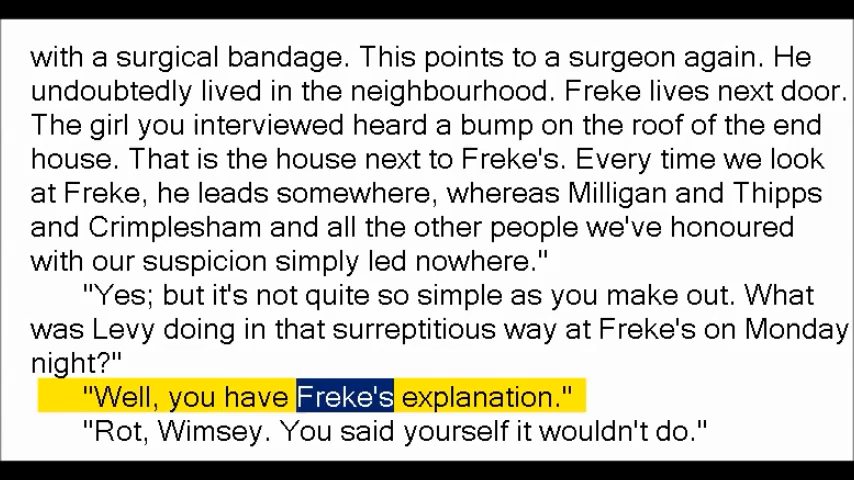 with a surgical bandage. This points to a surgeon again. He
undoubtedly lived in the neighbourhood. Freke lives next door.
The girl you interviewed heard a bump on the roof of the end
house. That is the house next to Freke's. Every time we look
at Freke, he leads somewhere, whereas Milligan and Thipps
and Crimplesham and all the other people we've honoured
with our suspicion simply led nowhere."
"Yes; but it's not quite so simple as you make out. What
was Levy doing in that surreptitious way at Freke's on Monday
night?"
"Well, you have Freke's explanation."
"Rot, Wimsey. You said yourself it wouldn't do."